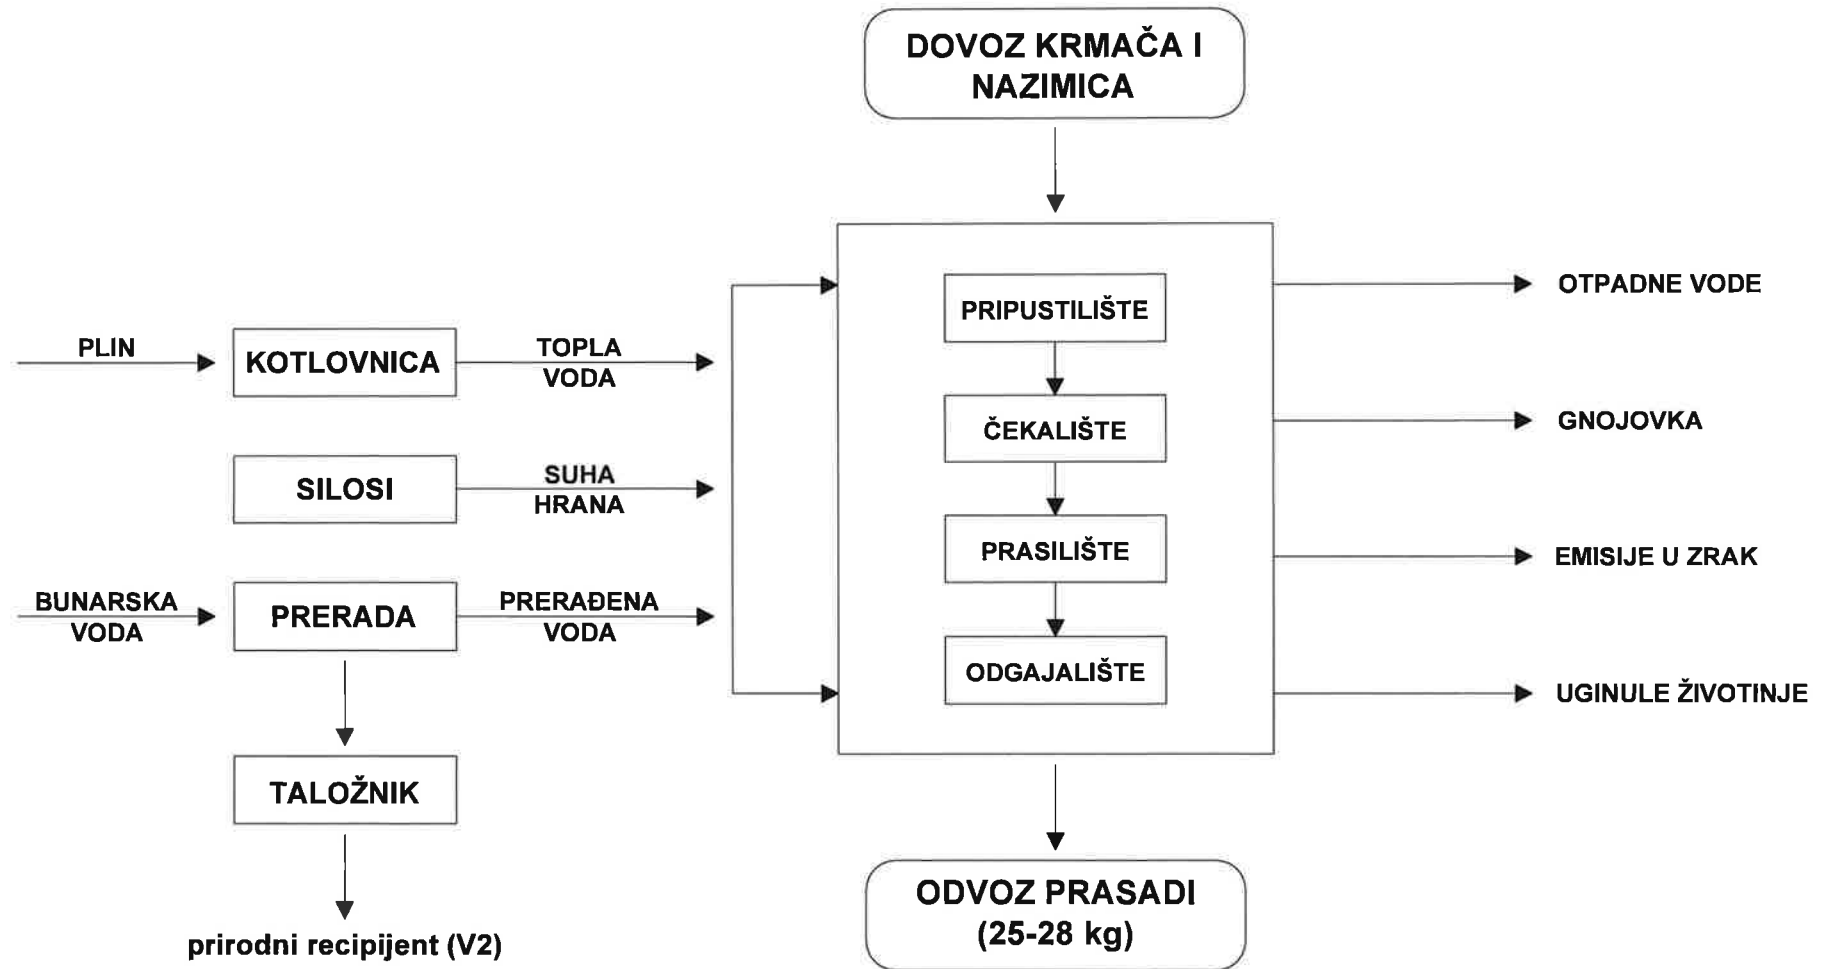 DOVOZ KRMAČA I
NAZIMICA
PLIN
KOTLOVNICA
TOPLA
VODA
SILOSI
SUHA
HRANA
BUNARSKA
VODA
PRERADA
PRERAĐENA
VODA
TALOŽNIK
prirodni recipijent (V2)
PRIPUSTILIŠTE
ČEKALIŠTE
PRASILIŠTE
ODGAJALIŠTE
OTPADNE VODE
GNOJOVKA
EMISIJE U ZRAK
UGINULE ŽIVOTINJE
ODVOZ PRASADI
(25-28 kg)